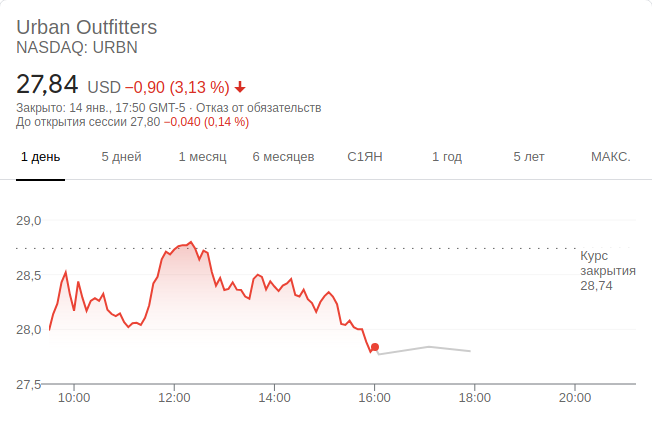 Urban Outfitters
NASDAQ: URBN
27,84 USD −0,90 (3,13 %)
Закрыто: 14 янв., 17:50 GMT-5 · Отказ от обязательств
До открытия сессии 27,80 −0,040 (0,14 %)
1 день 5 дней 1 месяц 6 месяцев С1ЯН 1 год 5 лет МАКС.
29,0
28,5
28,0
27,5
Курс
закрытия
28,74
10:00 12:00 14:00 16:00 18:00 20:00